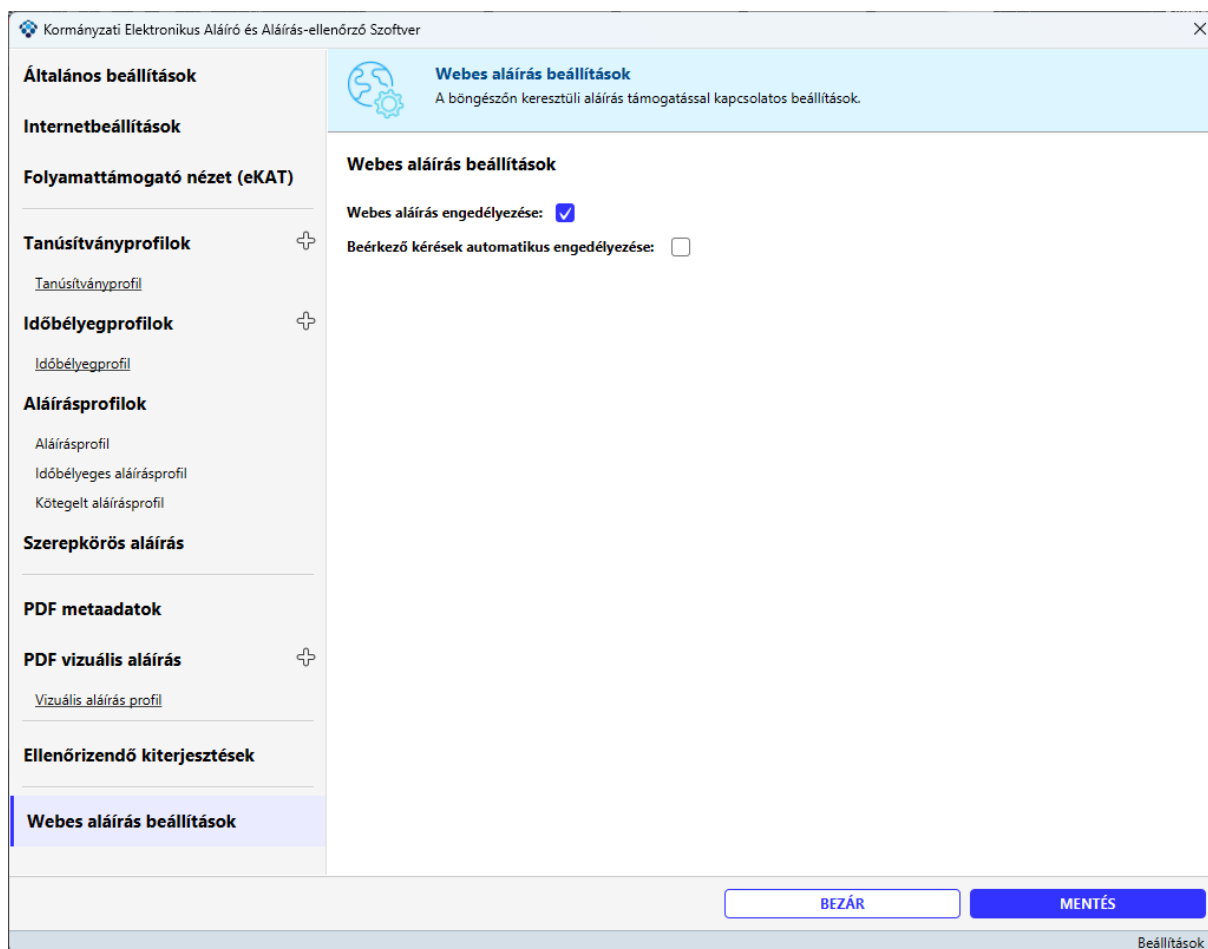 Kormányzati Elektronikus Aláíró és Aláírás-ellenőrző Szoftver
Általános beállítások
Internetbeállítások
Folyamattámogató nézet (eKAT)
Tanúsítványprofilok
Tanúsítványprofil
Időbélyegprofilok
Időbélyegprofil
Aláírásprofilok
Aláírásprofil
Időbélyeges aláírásprofil
Kötegelt aláírásprofil
Szerepkörös aláírás
PDF metaadatok
PDF vizuális aláírás
Vizuális aláírás profil
Ellenőrizendő kiterjesztések
Webes aláírás beállítások
Webes aláírás beállítások
A böngészőn keresztüli aláírás támogatással kapcsolatos beállítások.
Webes aláírás beállítások
Webes aláírás engedélyezése:
Beérkező kérések automatikus engedélyezése:
BEZÁR
MENTÉS
Beállítások